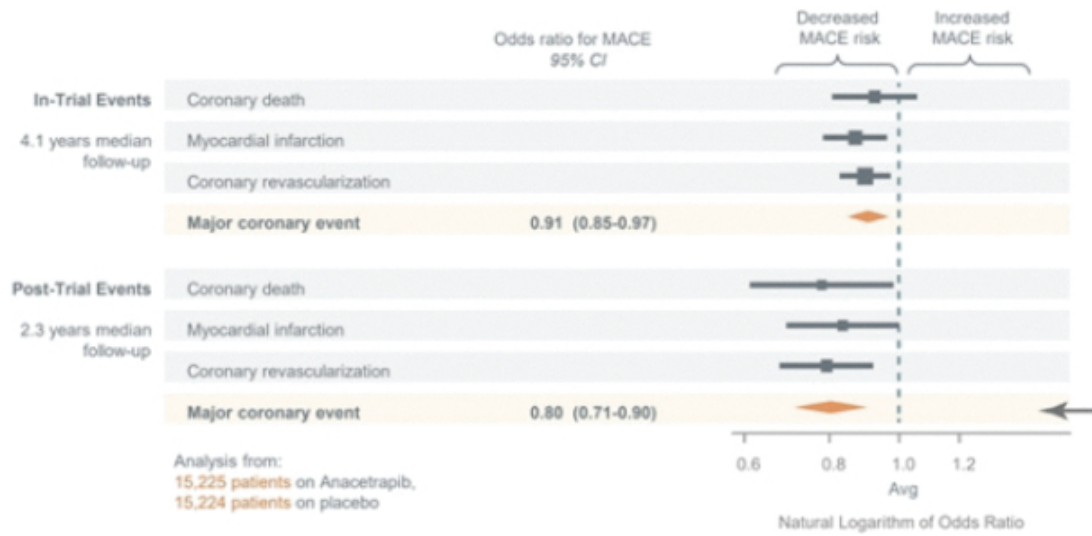 Decreased
MACE risk
Increased
MACE risk
Odds ratio for MACE
95% CI
In-Trial Events
Coronary death
4.1 years median
follow-up
Myocardial infarction
Coronary revascularization
Major coronary event 0.91 (0.85-0.97)
Post-Trial Events
Coronary death
2.3 years median
follow-up
Myocardial infarction
Coronary revascularization
Major coronary event 0.80 (0.71-0.90)
0.6 0.8 1.0 1.2
Avg
Natural Logarithm of Odds Ratio
Analysis from:
15,225 patients on Anacetrapib,
15,224 patients on placebo